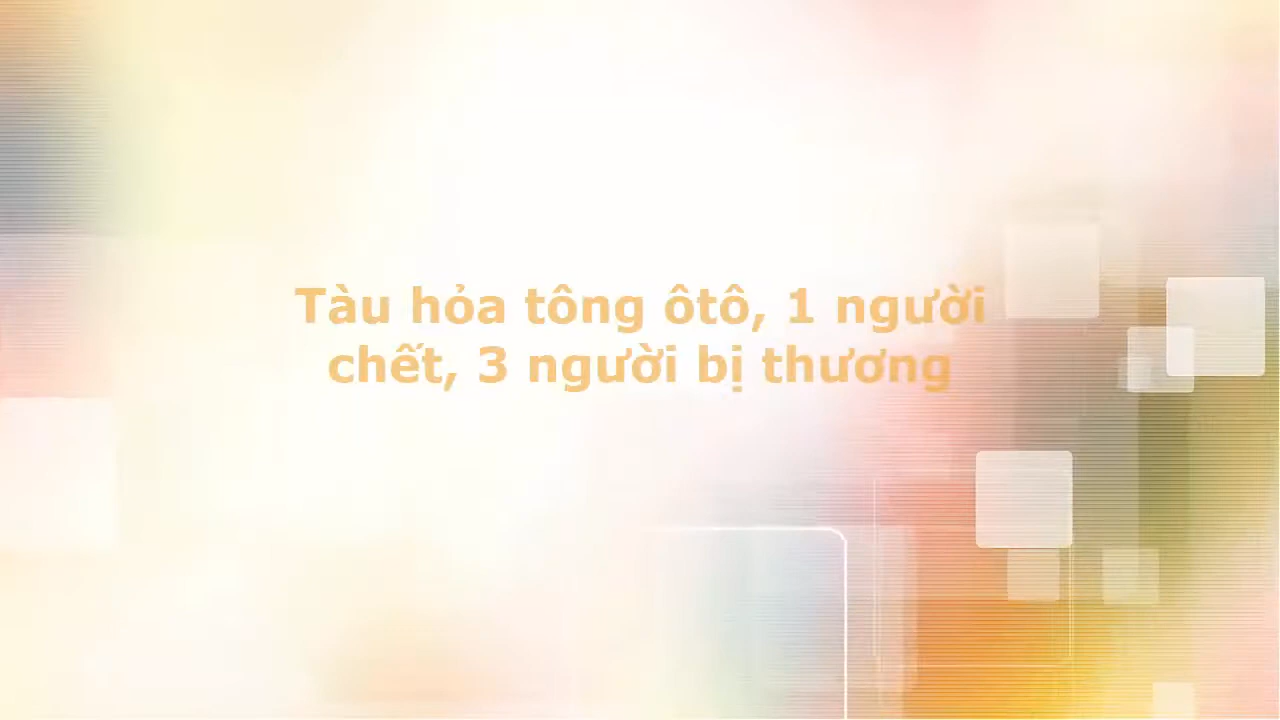 Tàu hỏa tông ôtô, 1 người
chết, 3 người bị thương